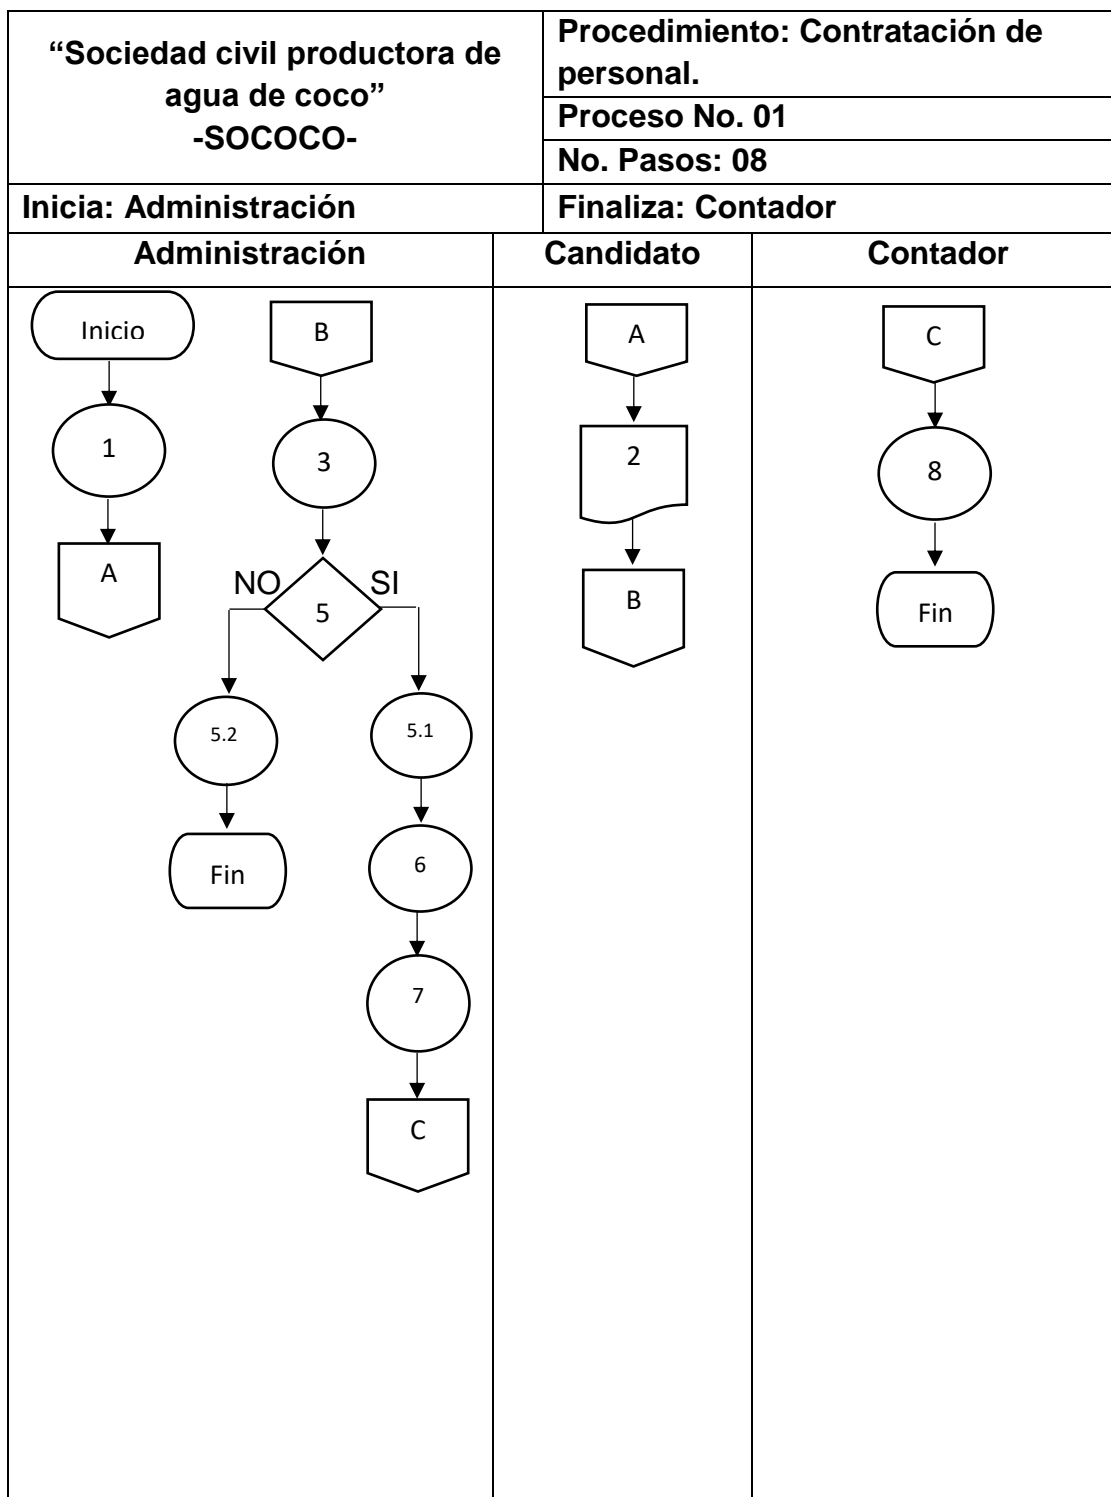 “Sociedad civil productora de
agua de coco”
-SOCOCO-
Procedimiento: Contratación de
personal.
Proceso No. 01
No. Pasos: 08
Inicia: Administración
Finaliza: Contador
Administración
Candidato
Contador
Inicio
1
A
B
3
NO
SI
5
5.2
5.1
Fin
6
7
C
A
2
B
C
8
Fin